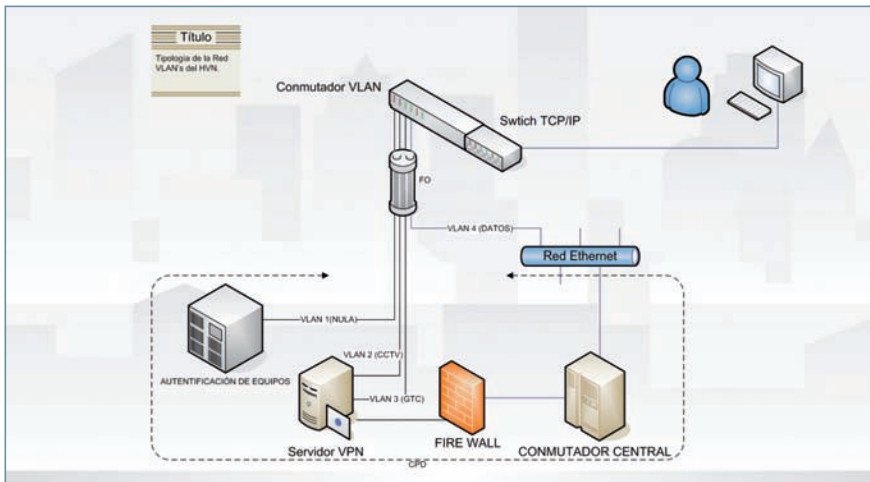 Título
Tipología de la Red
VLAN's del HVN.
Conmutador VLAN
Swtich TCP/IP
FO
VLAN 4 (DATOS)
Red Ethernet
VLAN 1(NULA)
VLAN 2 (CCTV)
AUTENTIFICACIÓN DE EQUIPOS
VLAN 3 (GTC)
Servidor VPN
FIRE WALL
CONMUTADOR CENTRAL
CPD